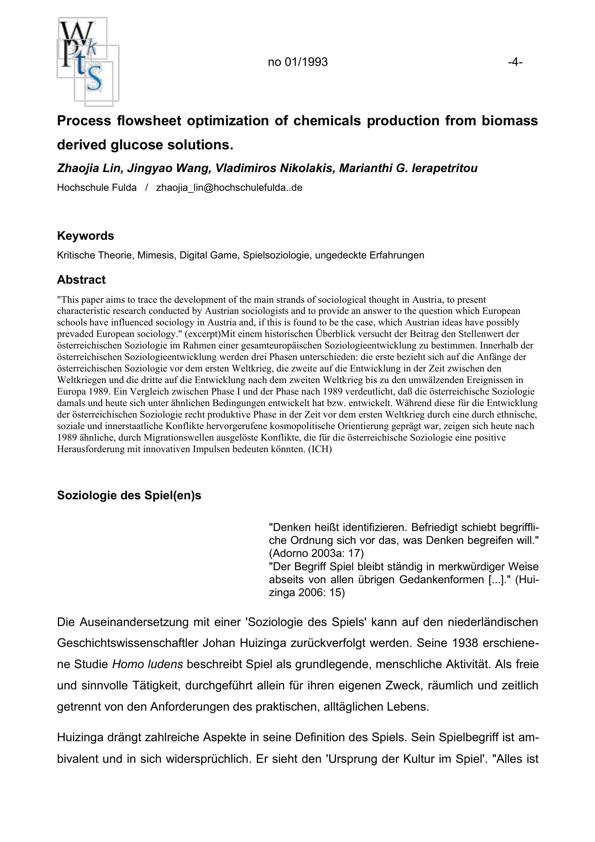 W
P k
t s
S
no 01/1993 -4-
Process flowsheet optimization of chemicals production from biomass
derived glucose solutions.
Zhaojia Lin, Jingyao Wang, Vladimiros Nikolakis, Marianthi G. Ierapetritou
Hochschule Fulda / zhaojia_lin@hochschulefulda..de
Keywords
Kritische Theorie, Mimesis, Digital Game, Spielsoziologie, ungedeckte Erfahrungen
Abstract
"This paper aims to trace the development of the main strands of sociological thought in Austria, to present
characteristic research conducted by Austrian sociologists and to provide an answer to the question which European
schools have influenced sociology in Austria and, if this is found to be the case, which Austrian ideas have possibly
prevaded European sociology." (excerpt)Mit einem historischen Überblick versucht der Beitrag den Stellenwert der
österreichischen Soziologie im Rahmen einer gesamteuropäischen Soziologieentwicklung zu bestimmen. Innerhalb der
österreichischen Soziologieentwicklung werden drei Phasen unterschieden: die erste bezieht sich auf die Anfänge der
österreichischen Soziologie vor dem ersten Weltkrieg, die zweite auf die Entwicklung in der Zeit zwischen den
Weltkriegen und die dritte auf die Entwicklung nach dem zweiten Weltkrieg bis zu den umwälzenden Ereignissen in
Europa 1989. Ein Vergleich zwischen Phase I und der Phase nach 1989 verdeutlicht, daß die österreichische Soziologie
damals und heute sich unter ähnlichen Bedingungen entwickelt hat bzw. entwickelt. Während diese für die Entwicklung
der österreichischen Soziologie recht produktive Phase in der Zeit vor dem ersten Weltkrieg durch eine durch ethnische,
soziale und innerstaatliche Konflikte hervorgerufene kosmopolitische Orientierung geprägt war, zeigen sich heute nach
1989 ähnliche, durch Migrationswellen ausgelöste Konflikte, die für die österreichische Soziologie eine positive
Herausforderung mit innovativen Impulsen bedeuten könnten. (ICH)
Soziologie des Spiel(en)s
"Denken heißt identifizieren. Befriedigt schiebt begriffli-
che Ordnung sich vor das, was Denken begreifen will."
(Adorno 2003a: 17)
"Der Begriff Spiel bleibt ständig in merkwürdiger Weise
abseits von allen übrigen Gedankenformen [...]." (Hui-
zinga 2006: 15)
Die Auseinandersetzung mit einer 'Soziologie des Spiels' kann auf den niederländischen
Geschichtswissenschaftler Johan Huizinga zurückverfolgt werden. Seine 1938 erschiene-
ne Studie Homo ludens beschreibt Spiel als grundlegende, menschliche Aktivität. Als freie
und sinnvolle Tätigkeit, durchgeführt allein für ihren eigenen Zweck, räumlich und zeitlich
getrennt von den Anforderungen des praktischen, alltäglichen Lebens.
Huizinga drängt zahlreiche Aspekte in seine Definition des Spiels. Sein Spielbegriff ist am-
bivalent und in sich widersprüchlich. Er sieht den 'Ursprung der Kultur im Spiel'. "Alles ist